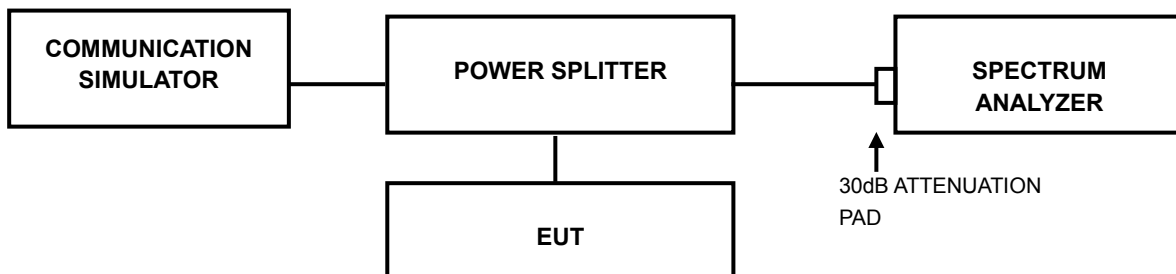 COMMUNICATION
SIMULATOR
POWER SPLITTER
SPECTRUM
ANALYZER
30dB ATTENUATION
PAD
EUT